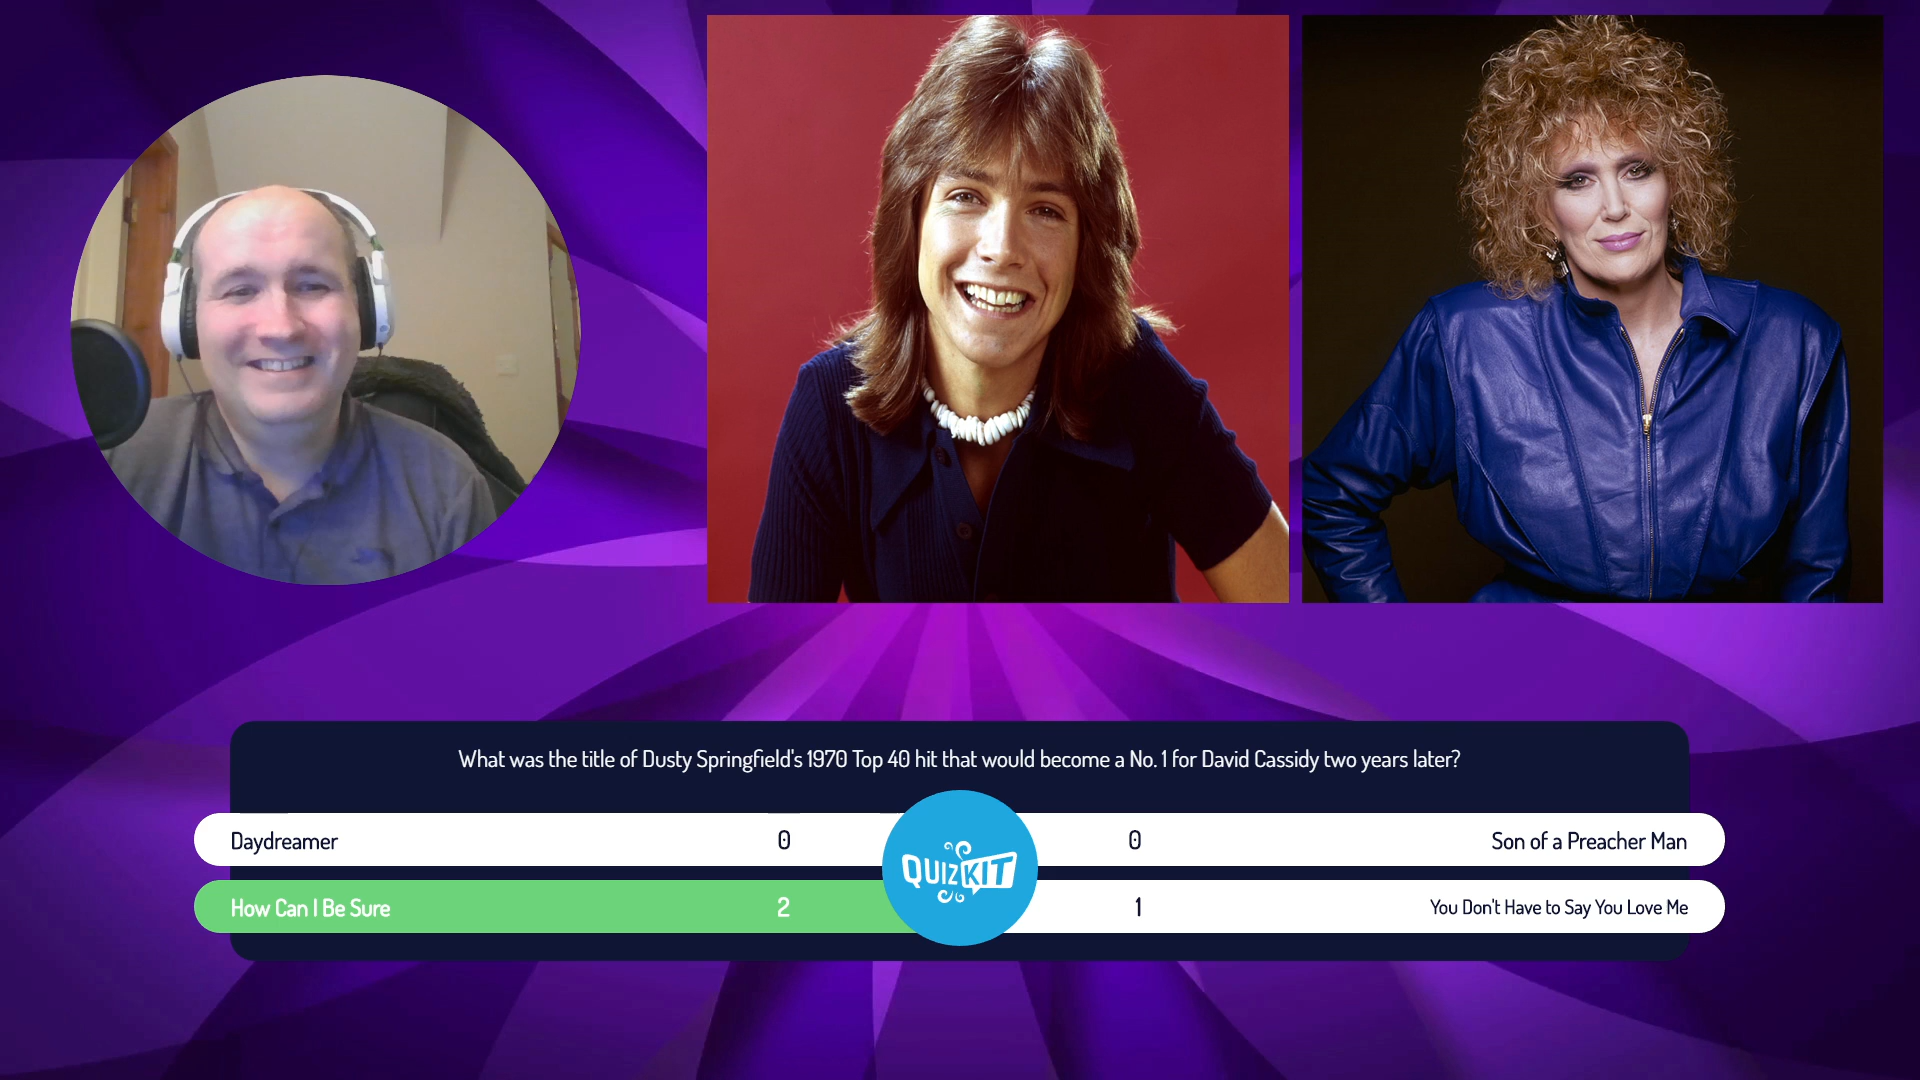 What was the title of Dusty Springfield's 1970 Top 40 hit that would become a No. 1 for David Cassidy two years later?
Daydreamer 0 0 Son of a Preacher Man
QUIZKIT
How Can I Be Sure 2 1 You Don't Have to Say You Love Me